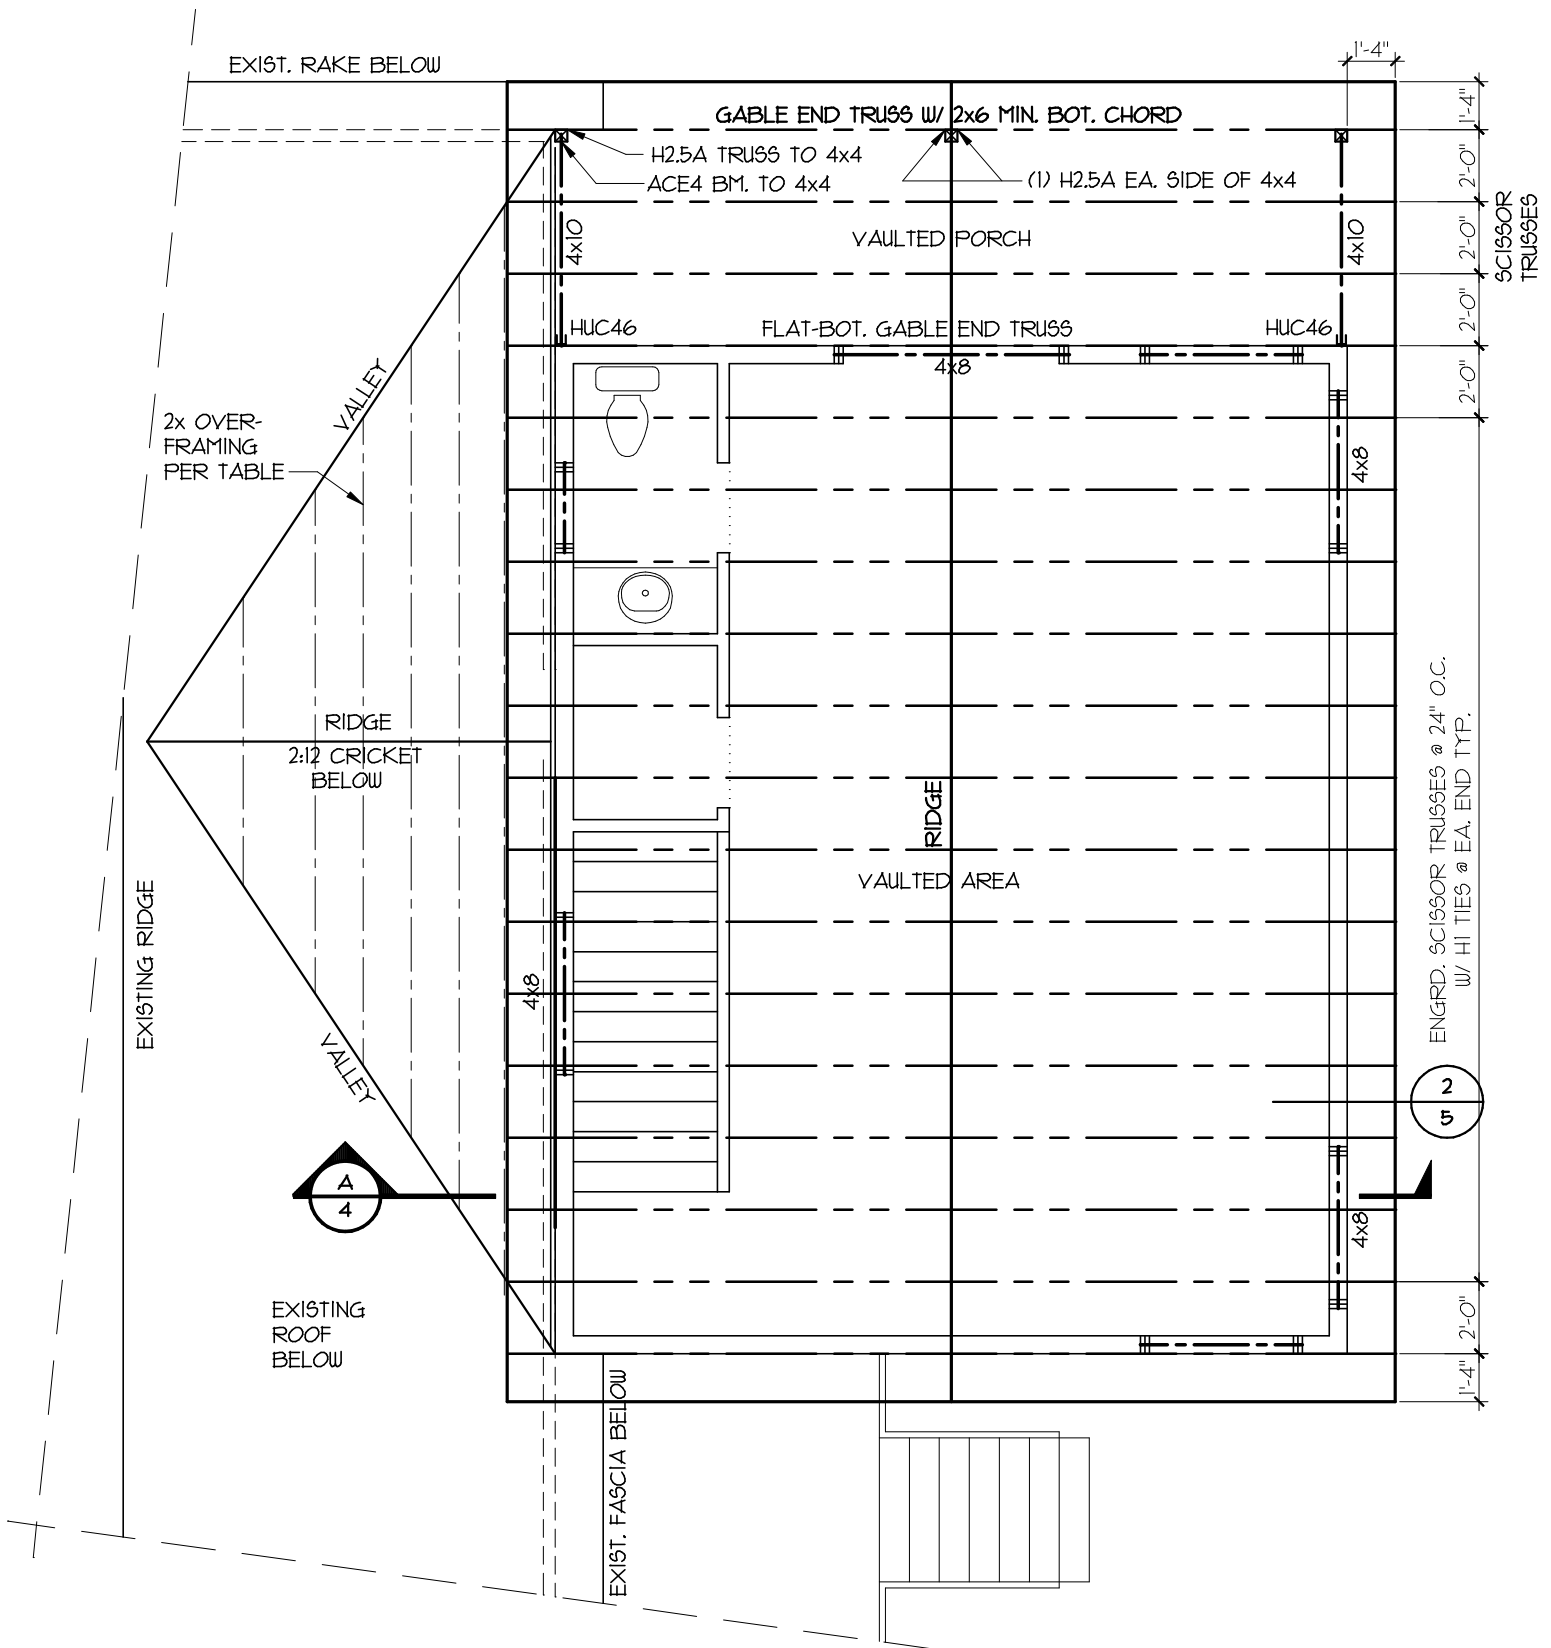 1'-4"
EXIST. RAKE BELOW
1'-4"
GABLE END TRUSS W/ 2x6 MIN. BOT. CHORD
H2.5A TRUSS TO 4x4
2'-0"
ACE4 BM. TO 4x4
(1) H2.5A EA. SIDE OF 4x4
SCISSOR
TRUSSES
4x10
VAULTED PORCH
4x10
2'-0"
HUC46
FLAT-BOT. GABLE END TRUSS
HUC46
2'-0"
4x8
2'-0"
VALLEY
2x OVER-
FRAMING
PER TABLE
4x8
RIDGE
2:12 CRICKET
BELOW
RIDGE
VAULTED AREA
ENGRD. SCISSOR TRUSSES @ 24" O.C.
W/ H1 TIES @ EA. END TYP.
EXISTING RIDGE
4x8
VALLEY
2
5
A
4
4x8
EXISTING
ROOF
BELOW
2'-0"
1'-4"
EXIST. FASCIA BELOW